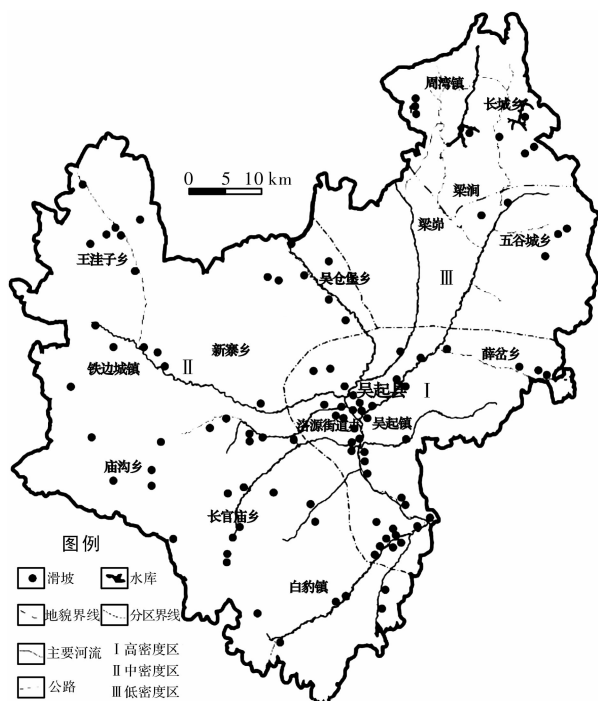 周湾镇
长城乡
0 5 10 km
梁涧
梁峁
五谷城乡
王洼子乡
吴仓堡乡
Ⅲ
新寨乡
薛岔乡
铁边城镇
Ⅱ
吴起县
Ⅰ
洛源街道办
吴起镇
庙沟乡
长官庙乡
白豹镇
图例
滑坡 水库
地貌界线 分区界线
主要河流 Ⅰ高密度区
Ⅱ中密度区
公路 Ⅲ低密度区